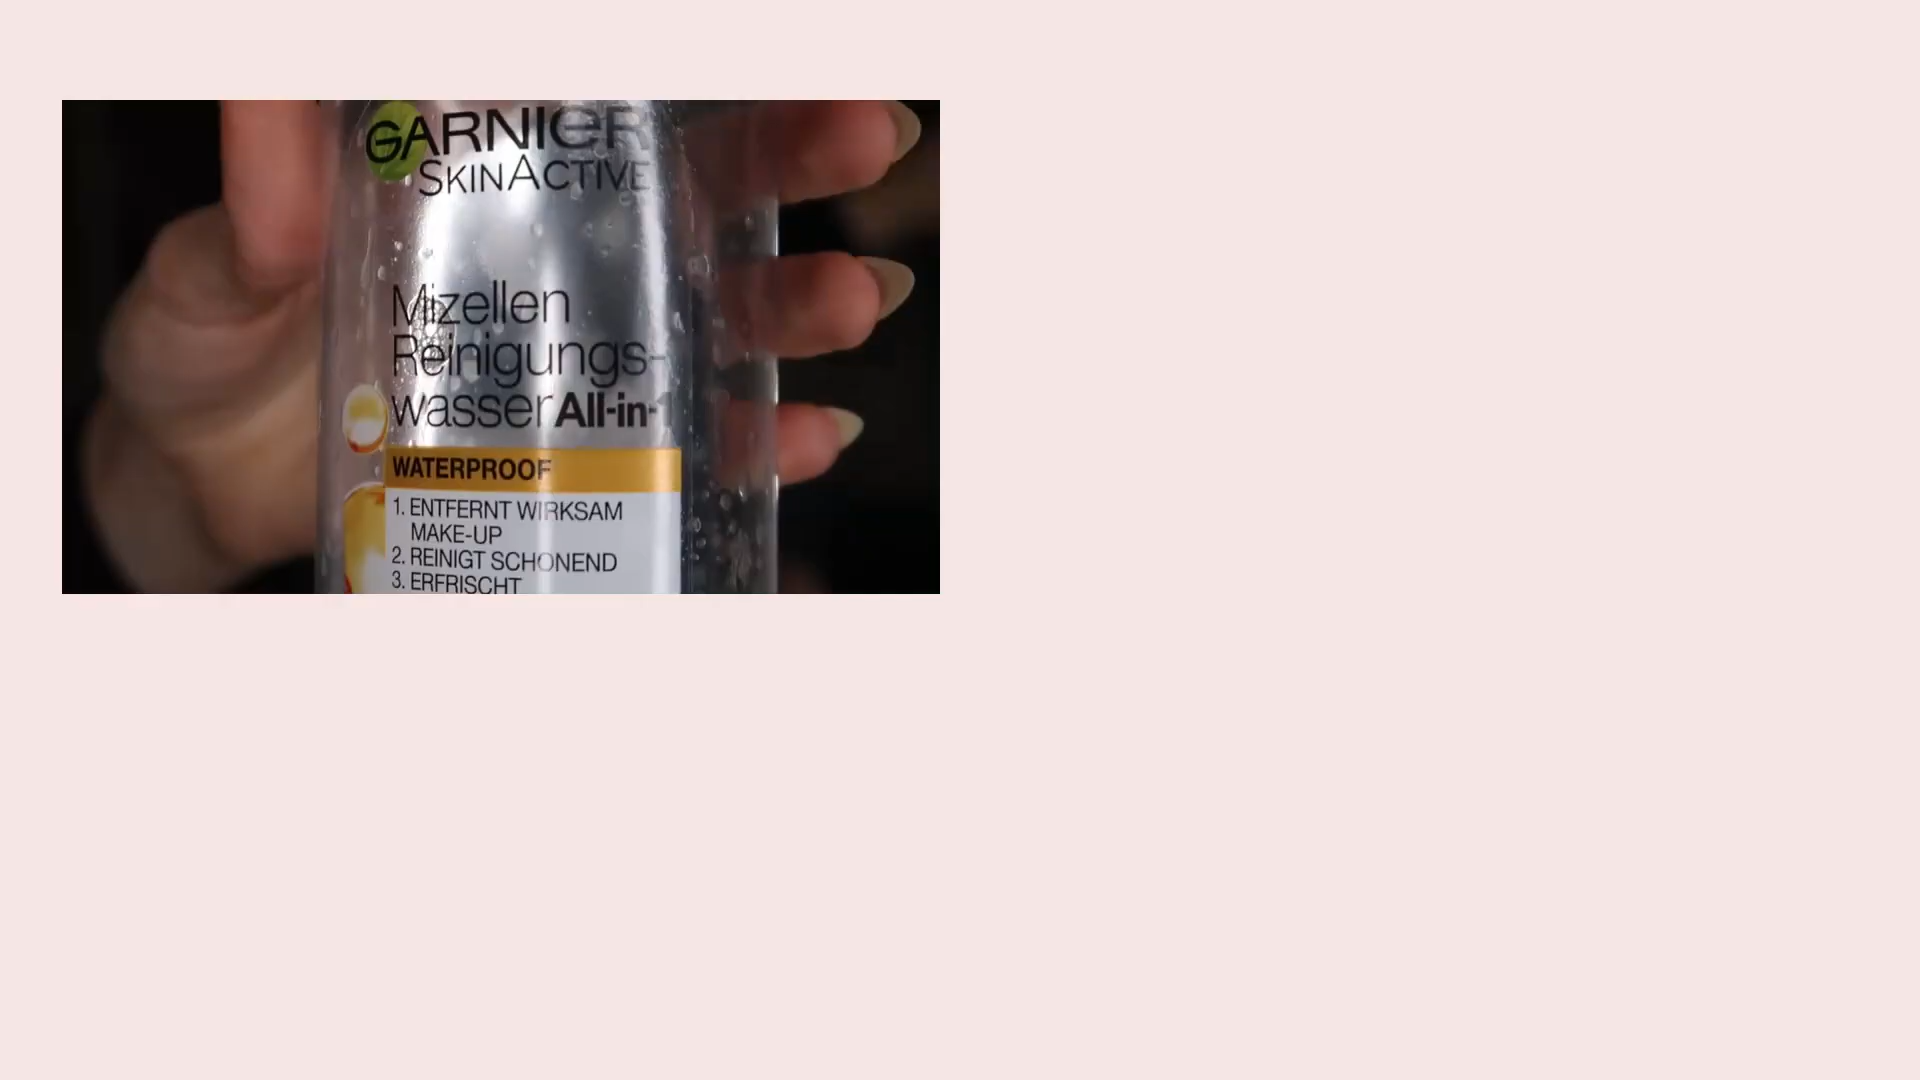 GARNIER
SKINACTIVE
Mizellen
Reinigungs-
wasser All-in-1
WATERPROOF
1. ENTFERNT WIRKSAM
MAKE-UP
2. REINIGT SCHONEND
3. ERFRISCHT